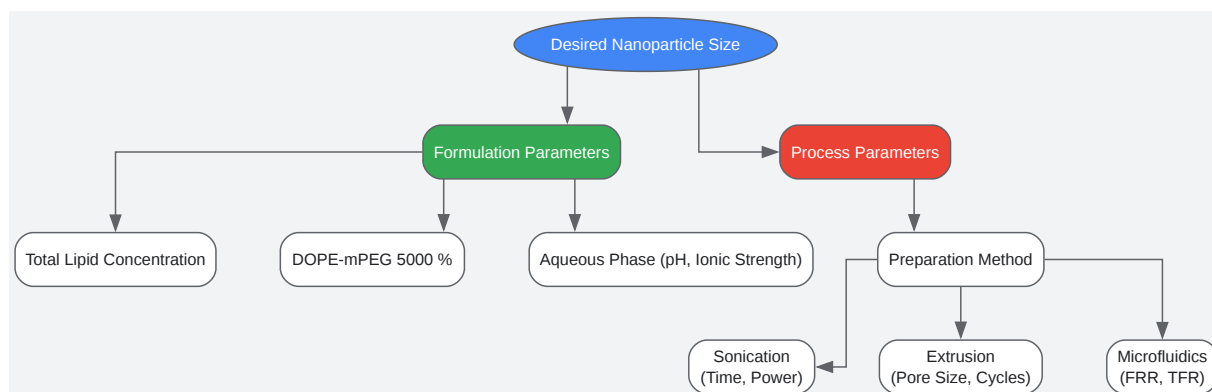 Desired Nanoparticle Size
Formulation Parameters
Process Parameters
Total Lipid Concentration
DOPE-mPEG 5000 %
Aqueous Phase (pH, Ionic Strength)
Preparation Method
Sonication
(Time, Power)
Extrusion
(Pore Size, Cycles)
Microfluidics
(FRR, TFR)